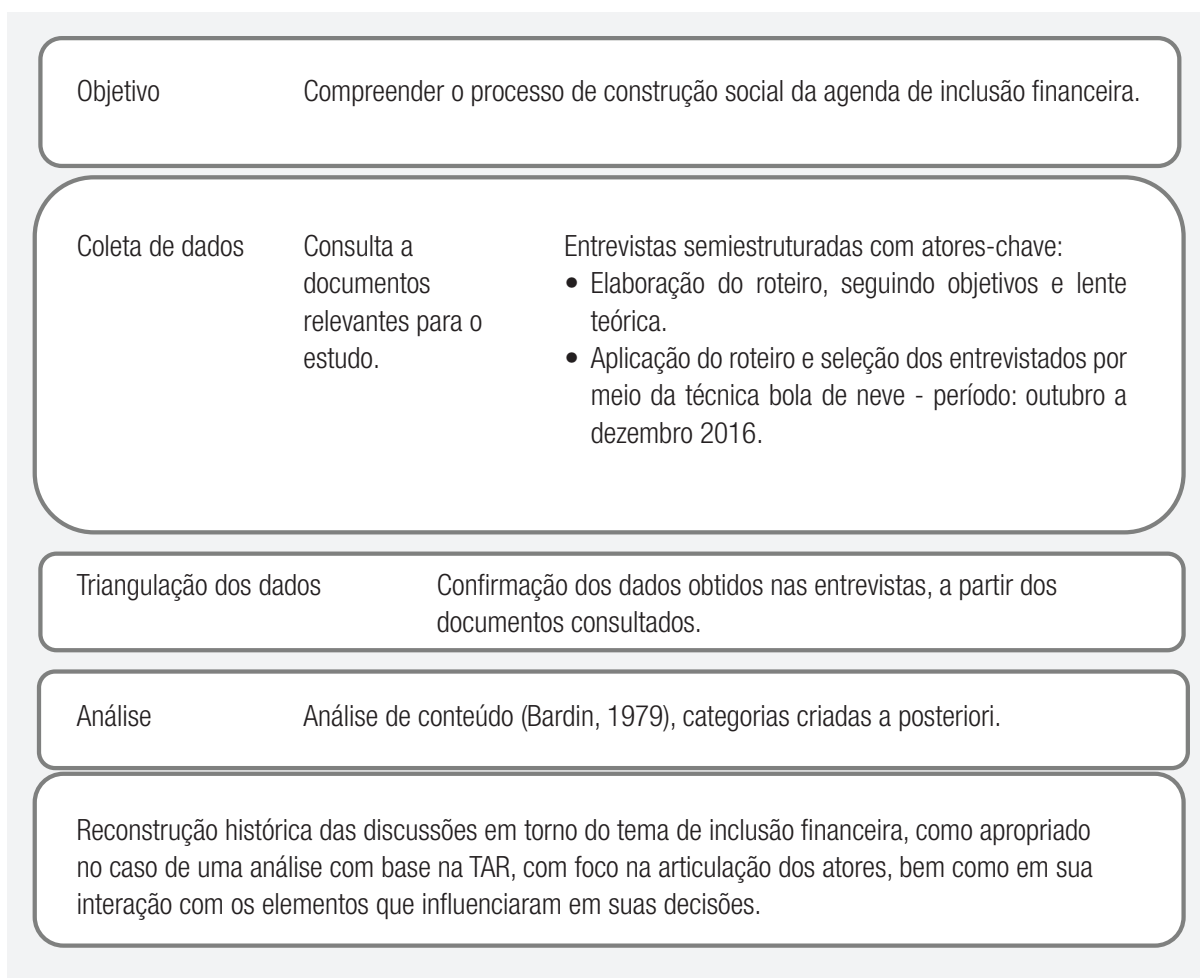 Objetivo Compreender o processo de construção social da agenda de inclusão financeira.
Coleta de dados
Consulta a
documentos
relevantes para o
estudo.
Entrevistas semiestruturadas com atores-chave:
• Elaboração do roteiro, seguindo objetivos e lente
teórica.
• Aplicação do roteiro e seleção dos entrevistados por
meio da técnica bola de neve - período: outubro a
dezembro 2016.
Triangulação dos dados
Confirmação dos dados obtidos nas entrevistas, a partir dos
documentos consultados.
Análise Análise de conteúdo (Bardin, 1979), categorias criadas a posteriori.
Reconstrução histórica das discussões em torno do tema de inclusão financeira, como apropriado
no caso de uma análise com base na TAR, com foco na articulação dos atores, bem como em sua
interação com os elementos que influenciaram em suas decisões.